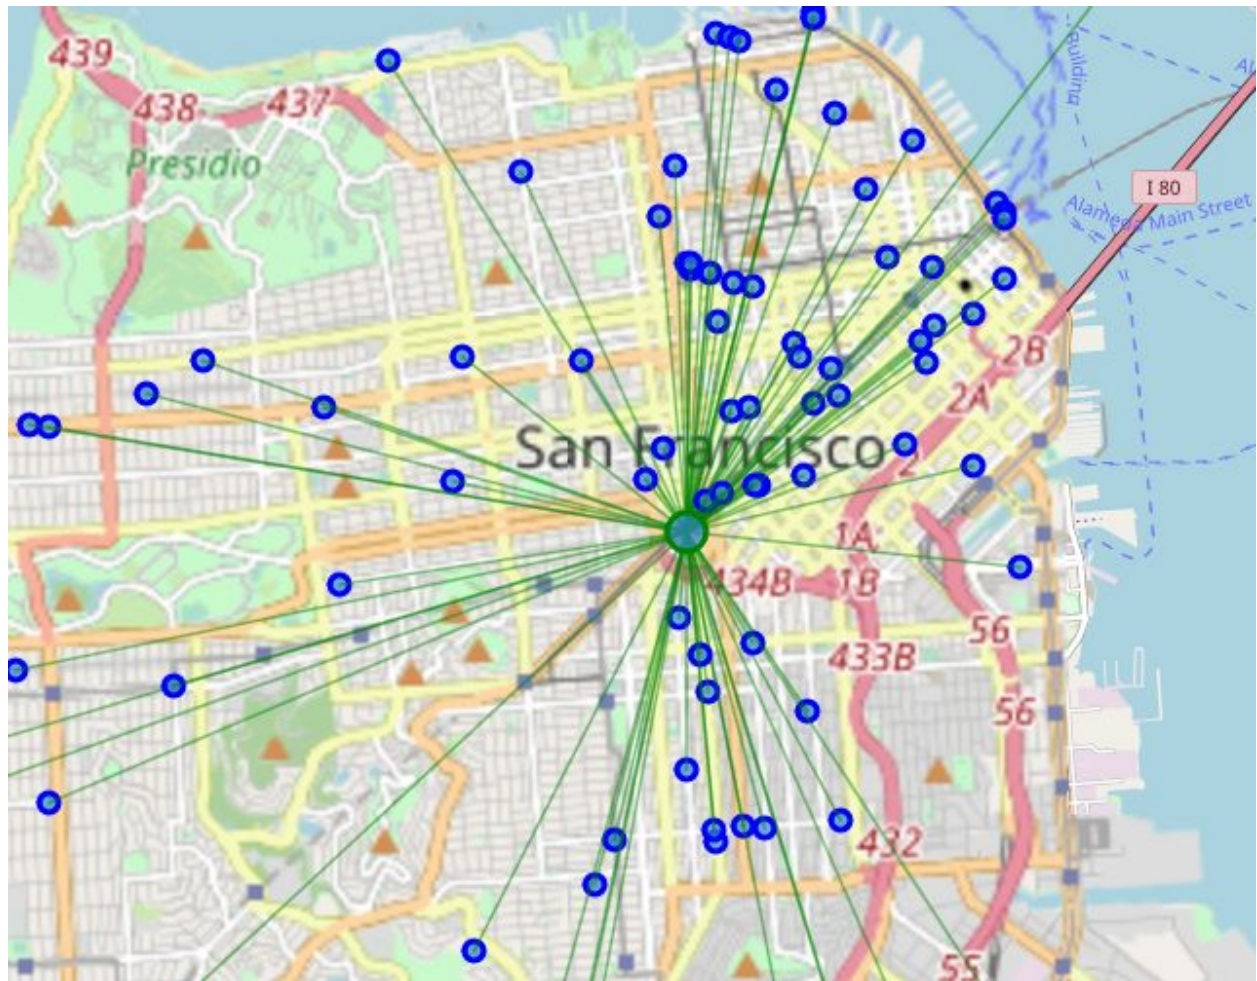 439
438
437
Presidio
Building
Al
I 80
Alameda Main Street
2B
2A
San Francisco
2
1A
434B
1B
56
433B
56
432
55